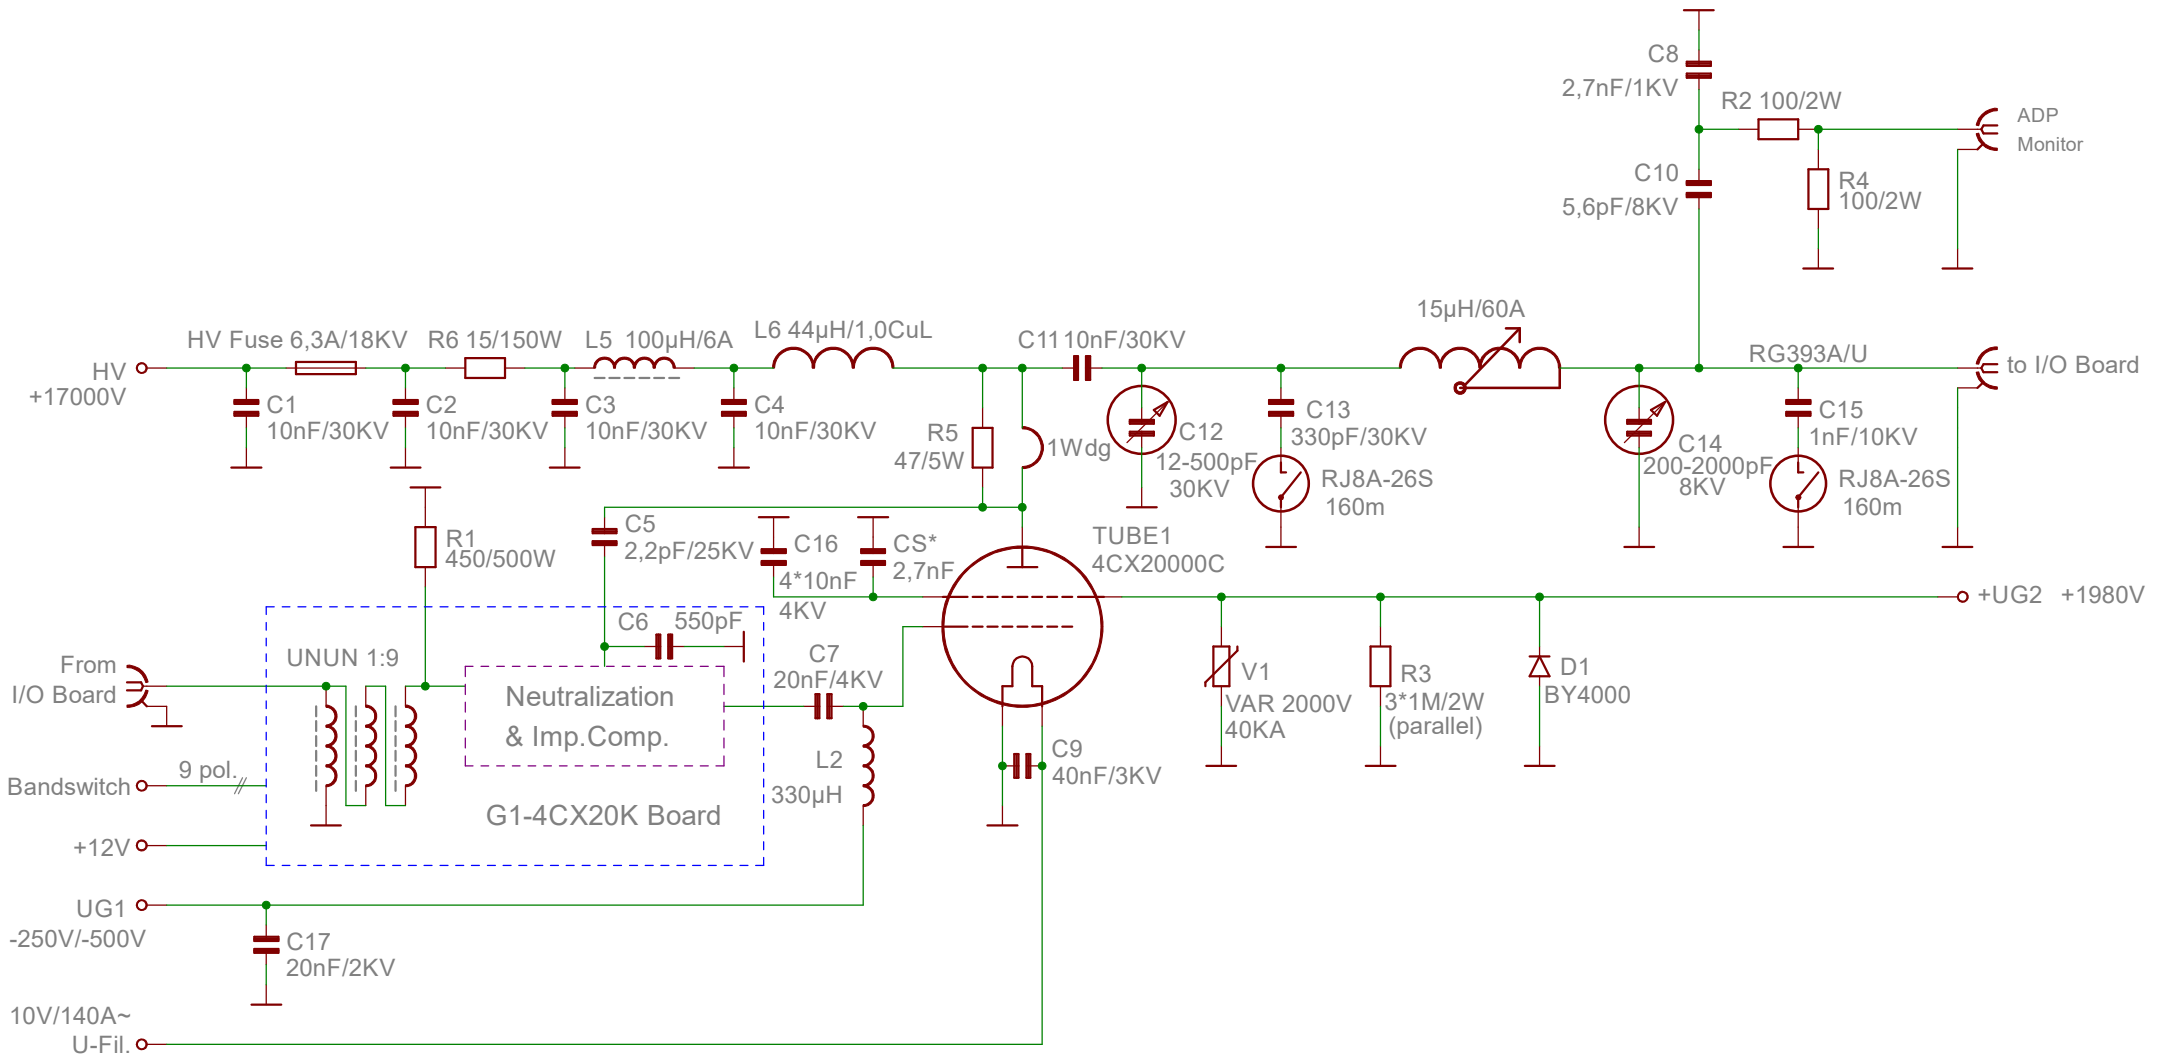 C8
2,7nF/1KV
R2 100/2W
ADP
Monitor
C10
5,6pF/8KV
R4
100/2W
15µH/60A
HV Fuse 6,3A/18KV
R6 15/150W
L5 100µH/6A
L6 44µH/1,0CuL
C11 10nF/30KV
RG393A/U
to I/O Board
HV
+17000V
C1
10nF/30KV
C2
10nF/30KV
C3
10nF/30KV
C4
10nF/30KV
R5
47/5W
1Wdg
C12
12-500pF
30KV
C13
330pF/30KV
RJ8A-26S
160m
C14
200-2000pF
8KV
C15
1nF/10KV
RJ8A-26S
160m
R1
450/500W
C5
2,2pF/25KV
C16
4*10nF
4KV
CS*
2,7nF
TUBE1
4CX20000C
+UG2 +1980V
C6 550pF
UNUN 1:9
From
I/O Board
Neutralization
& Imp.Comp.
C7
20nF/4KV
V1
VAR 2000V
40KA
R3
3*1M/2W
(parallel)
D1
BY4000
Bandswitch
9 pol.
L2
330µH
C9
40nF/3KV
G1-4CX20K Board
+12V
UG1
-250V/-500V
C17
20nF/2KV
10V/140A~
U-Fil.